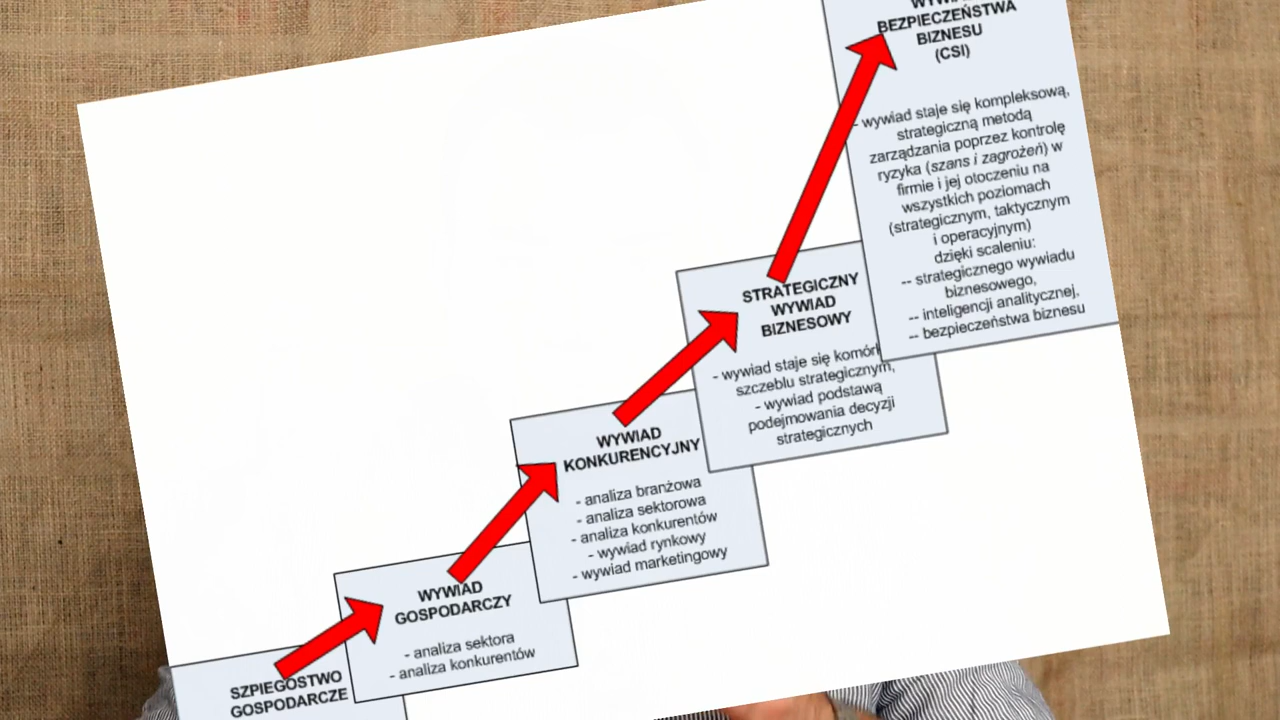 BEZPIECZEŃSTWA
BIZNESU
(CSI)
- wywiad staje się kompleksową,
strategiczną metodą
zarządzania poprzez kontrolę
ryzyka (szans i zagrożeń) w
firmie i jej otoczeniu na
wszystkich poziomach
(strategicznym, taktycznym
i operacyjnym)
dzięki scaleniu:
-- strategicznego wywiadu
biznesowego,
-- inteligencji analitycznej,
-- bezpieczeństwa biznesu
STRATEGICZNY
WYWIAD
BIZNESOWY
- wywiad staje się
szczeblu strategicznym,
- wywiad podstawą
podejmowania decyzji
strategicznych
WYWIAD
KONKURENCYJNY
- analiza branżowa
- analiza sektorowa
- analiza konkurentów
- wywiad rynkowy
- wywiad marketingowy
WYWIAD
GOSPODARCZY
- analiza sektora
- analiza konkurentów
SZPIEGOSTWO
GOSPODARCZE